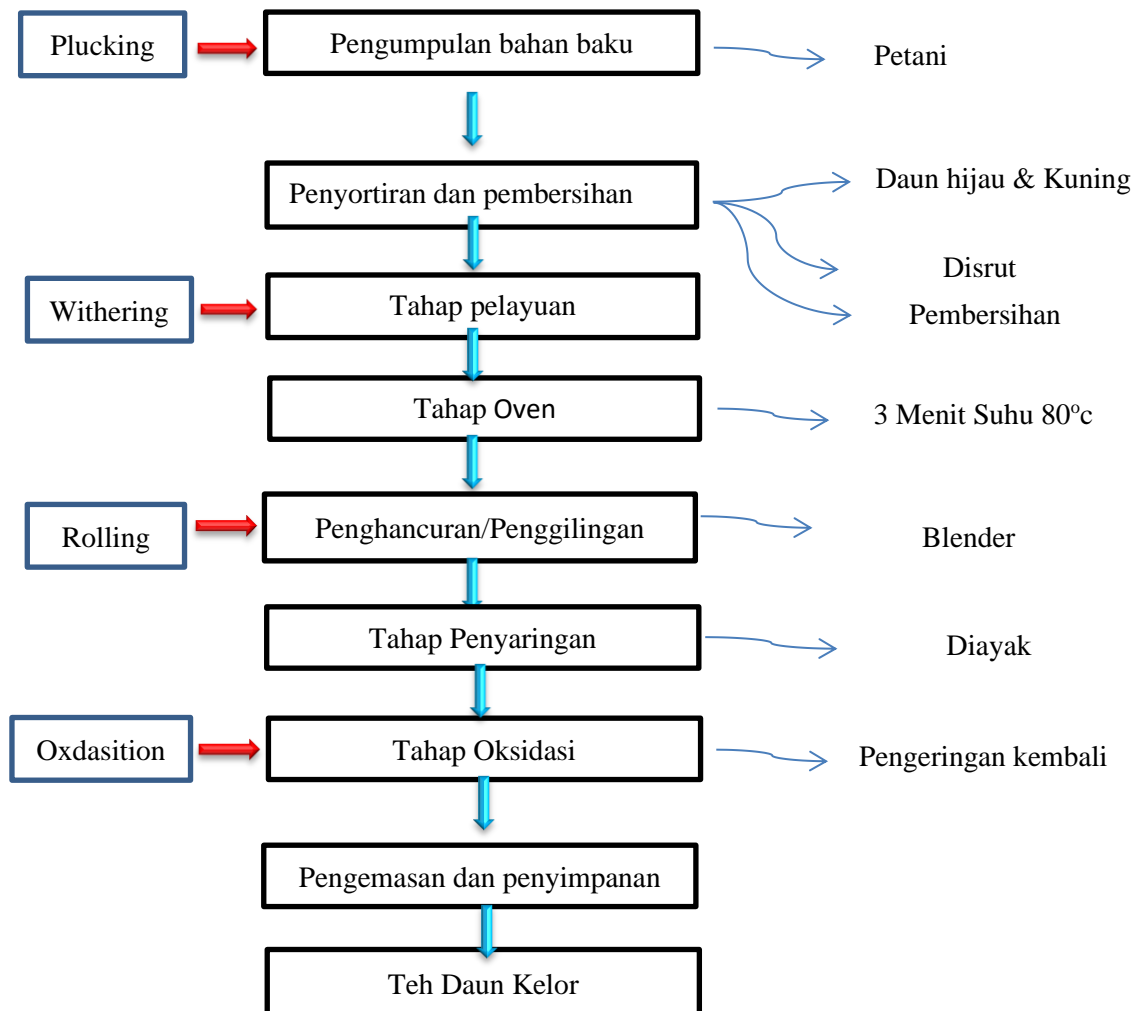 Plucking
Pengumpulan bahan baku
Petani
Penyortiran dan pembersihan
Daun hijau & Kuning
Disrut
Pembersihan
Withering
Tahap pelayuan
Tahap Oven
3 Menit Suhu 80°c
Rolling
Penghancuran/Penggilingan
Blender
Tahap Penyaringan
Diayak
Oxdasition
Tahap Oksidasi
Pengeringan kembali
Pengemasan dan penyimpanan
Teh Daun Kelor